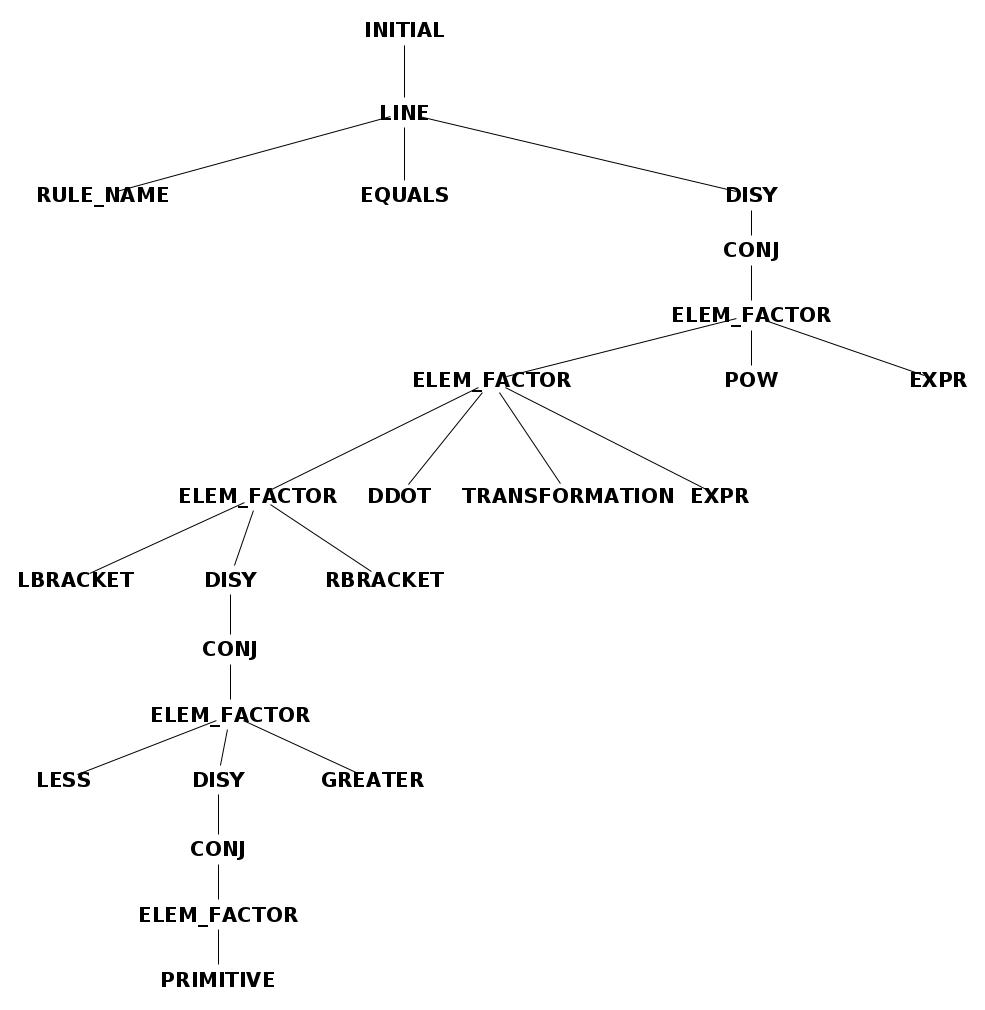 INITIAL
LINE
RULE_NAME EQUALS DISY
CONJ
ELEM_FACTOR
ELEM_FACTOR POW EXPR
ELEM_FACTOR DDOT TRANSFORMATION EXPR
LBRACKET DISY RBRACKET
CONJ
ELEM_FACTOR
LESS DISY GREATER
CONJ
ELEM_FACTOR
PRIMITIVE